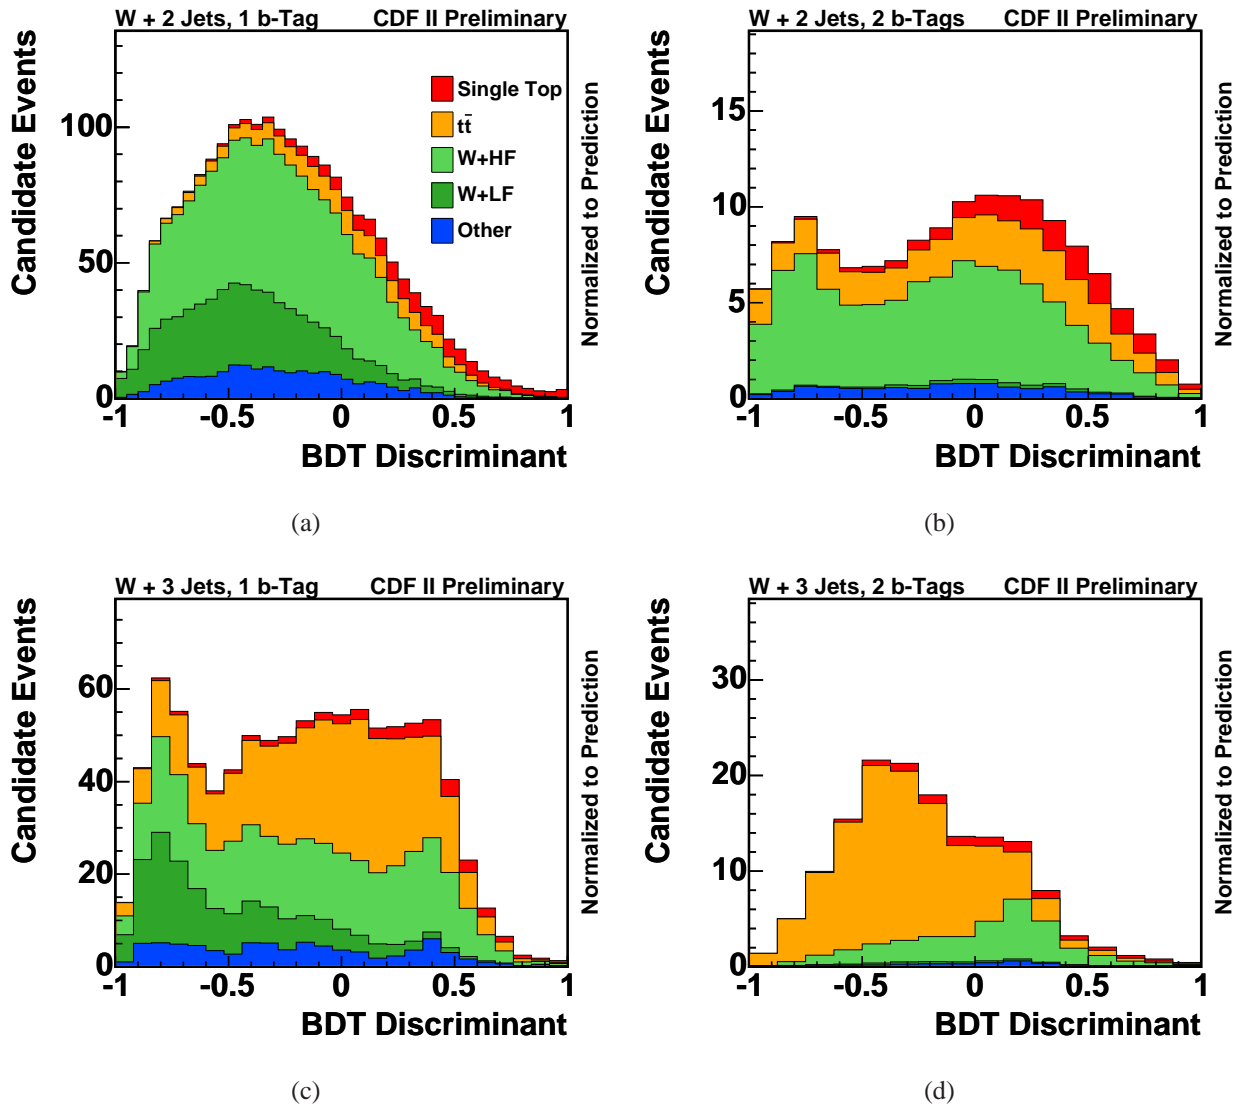 W + 2 Jets, 1 b-Tag CDF II Preliminary
Candidate Events
100
50
0
-1 -0.5 0 0.5 1
BDT Discriminant
Normalized to Prediction
Single Top
tt̄
W+HF
W+LF
Other
(a)
W + 2 Jets, 2 b-Tags CDF II Preliminary
Candidate Events
15
10
5
0
-1 -0.5 0 0.5 1
BDT Discriminant
Normalized to Prediction
(b)
W + 3 Jets, 1 b-Tag CDF II Preliminary
Candidate Events
60
40
20
0
-1 -0.5 0 0.5 1
BDT Discriminant
Normalized to Prediction
(c)
W + 3 Jets, 2 b-Tags CDF II Preliminary
Candidate Events
30
20
10
0
-1 -0.5 0 0.5 1
BDT Discriminant
Normalized to Prediction
(d)